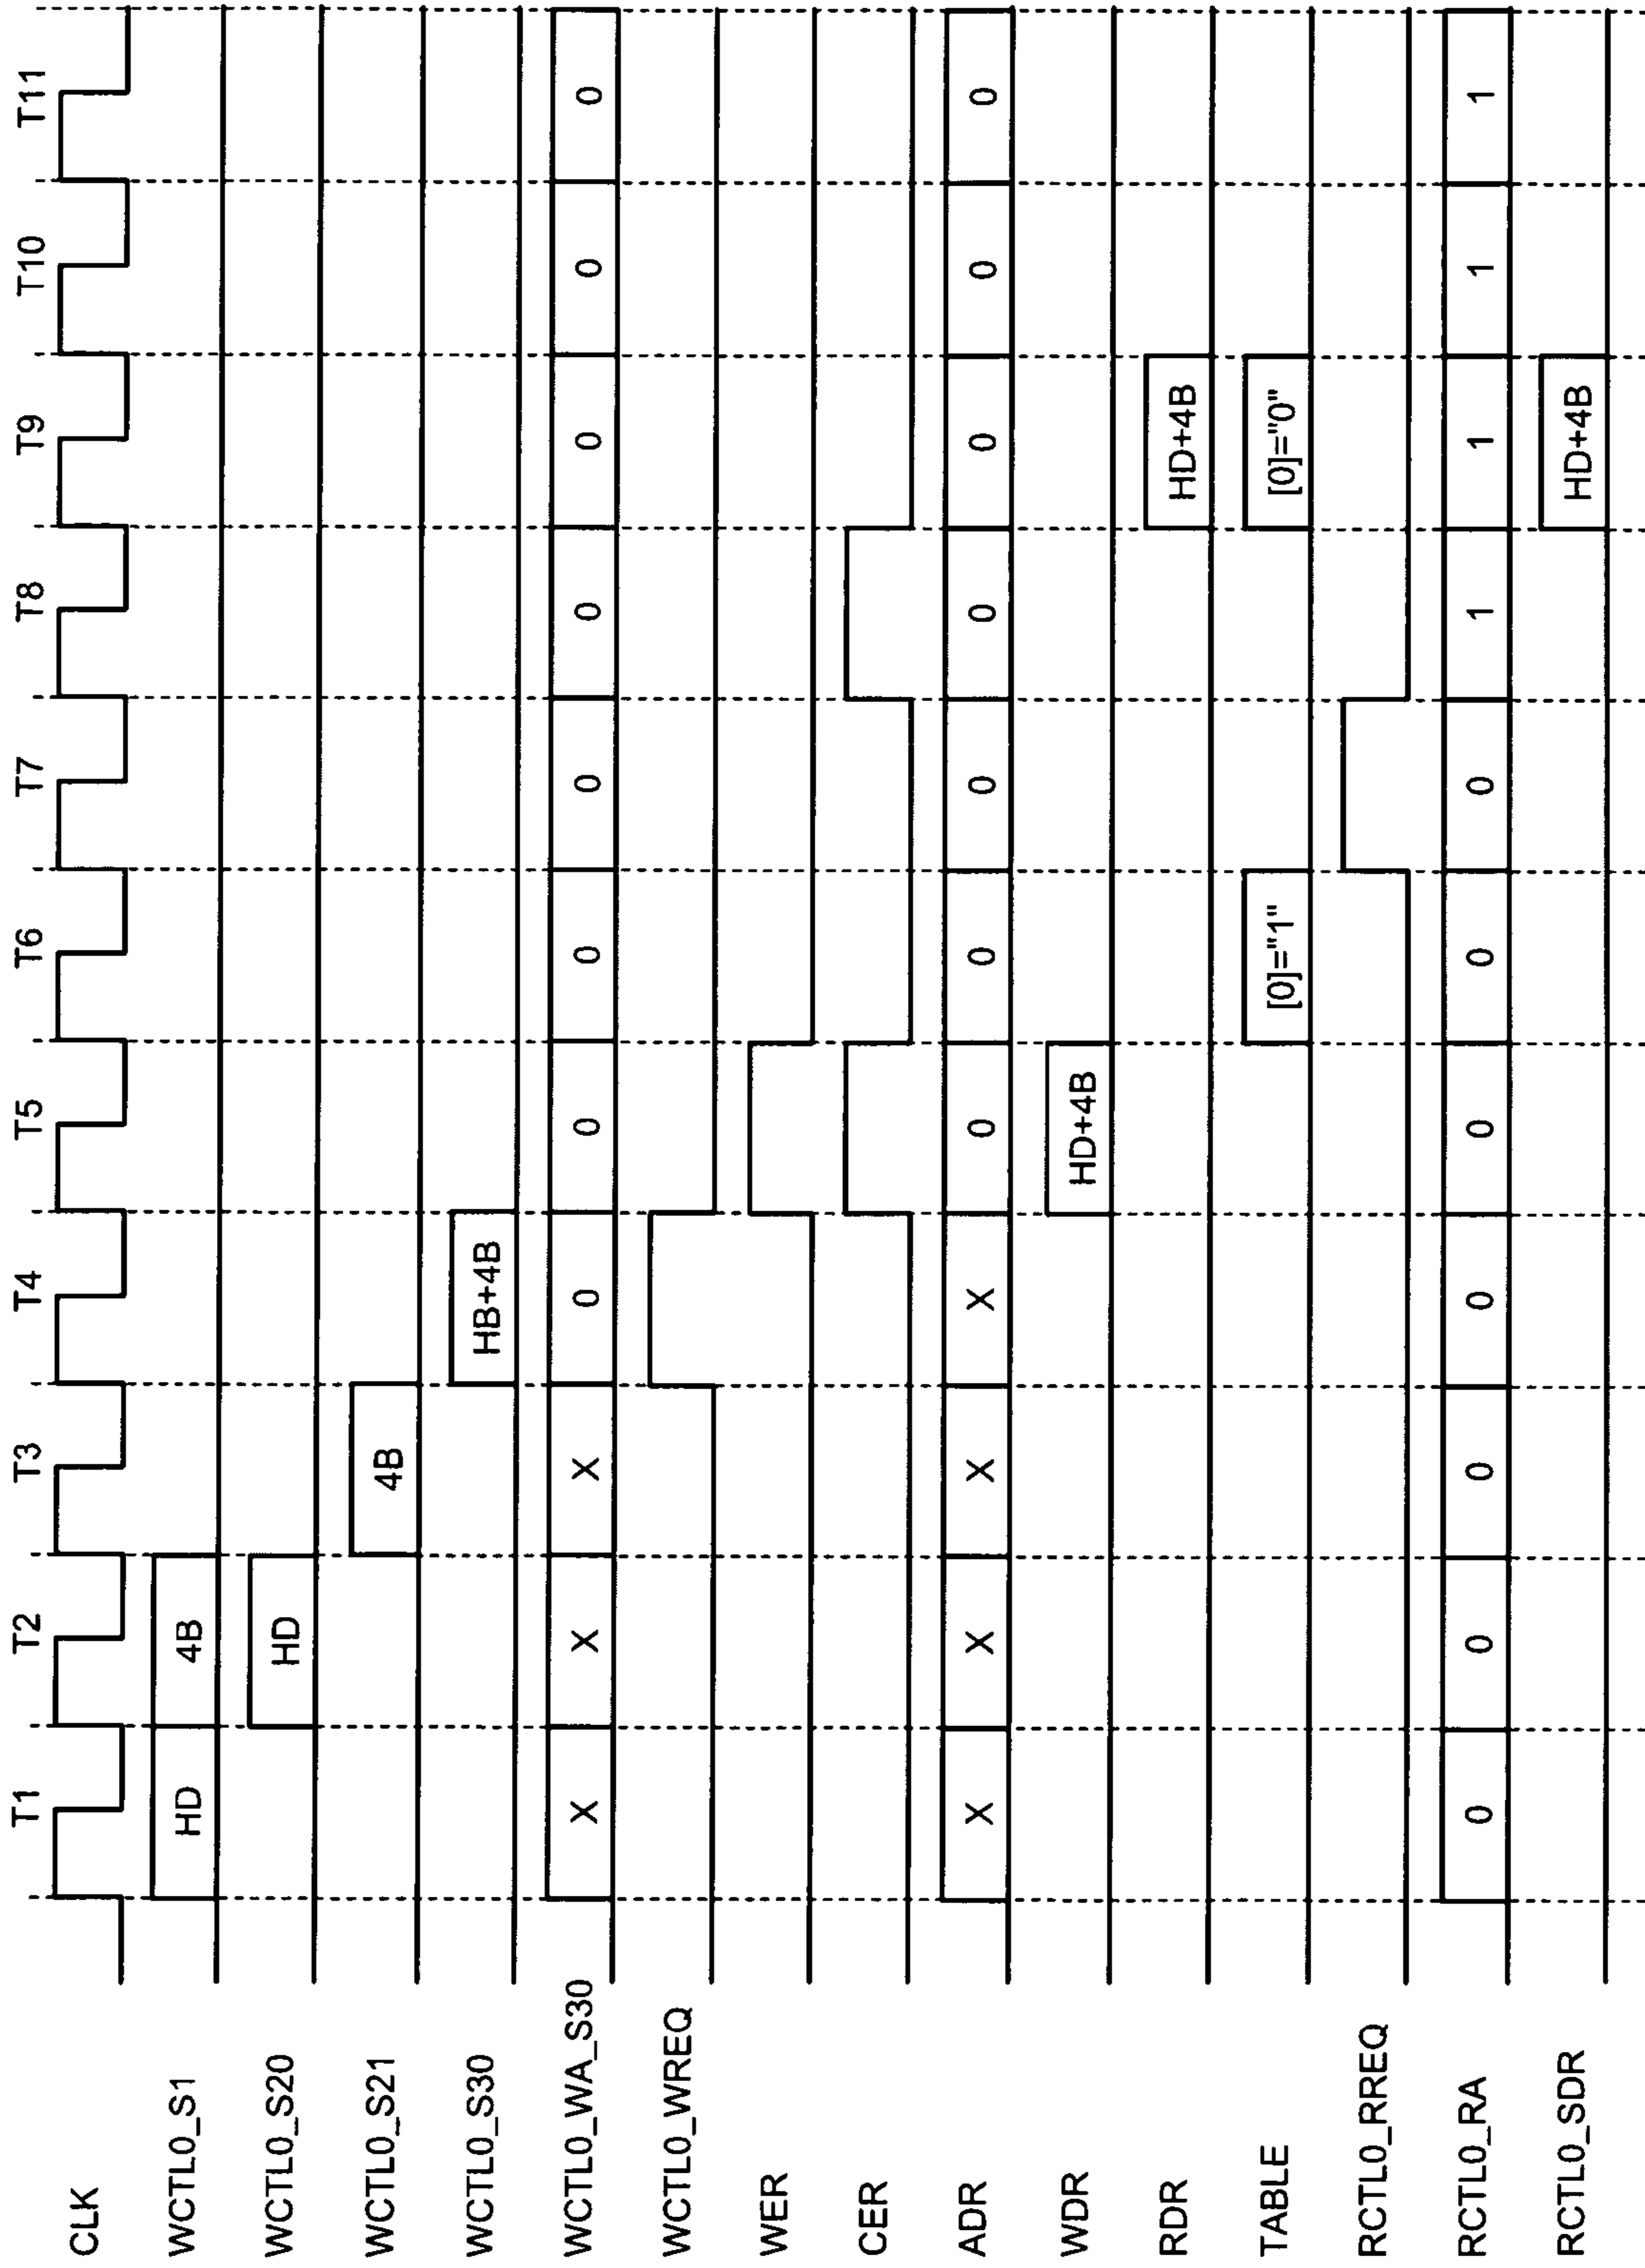 T1 T2 T3 T4 T5 T6 T7 T8 T9 T10 T11
CLK
WCTL0_S1 HD 4B
WCTL0_S20 HD
WCTL0_S21 4B
WCTL0_S30 HB+4B
WCTL0_WA_S30 X X X 0 0 0 0 0 0 0 0
WCTL0_WREQ
WER
CER
ADR X X X X 0 0 0 0 0 0 0
WDR HD+4B
RDR HD+4B
TABLE [0]="1" [0]="0"
RCTL0_RREQ
RCTL0_RA 0 0 0 0 0 0 0 1 1 1 1
RCTL0_SDR HD+4B